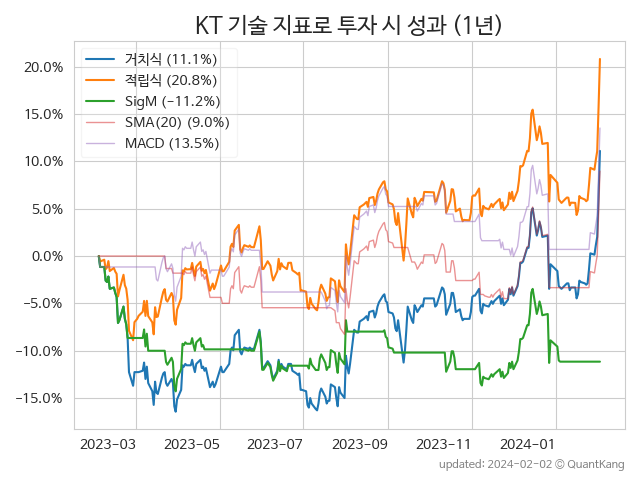 KT 기술 지표로 투자 시 성과 (1년)
거치식 (11.1%)
적립식 (20.8%)
SigM (−11.2%)
SMA(20) (9.0%)
MACD (13.5%)
20.0%
15.0%
10.0%
5.0%
0.0%
−5.0%
−10.0%
−15.0%
2023-03 2023-05 2023-07 2023-09 2023-11 2024-01
updated: 2024-02-02 © QuantKang